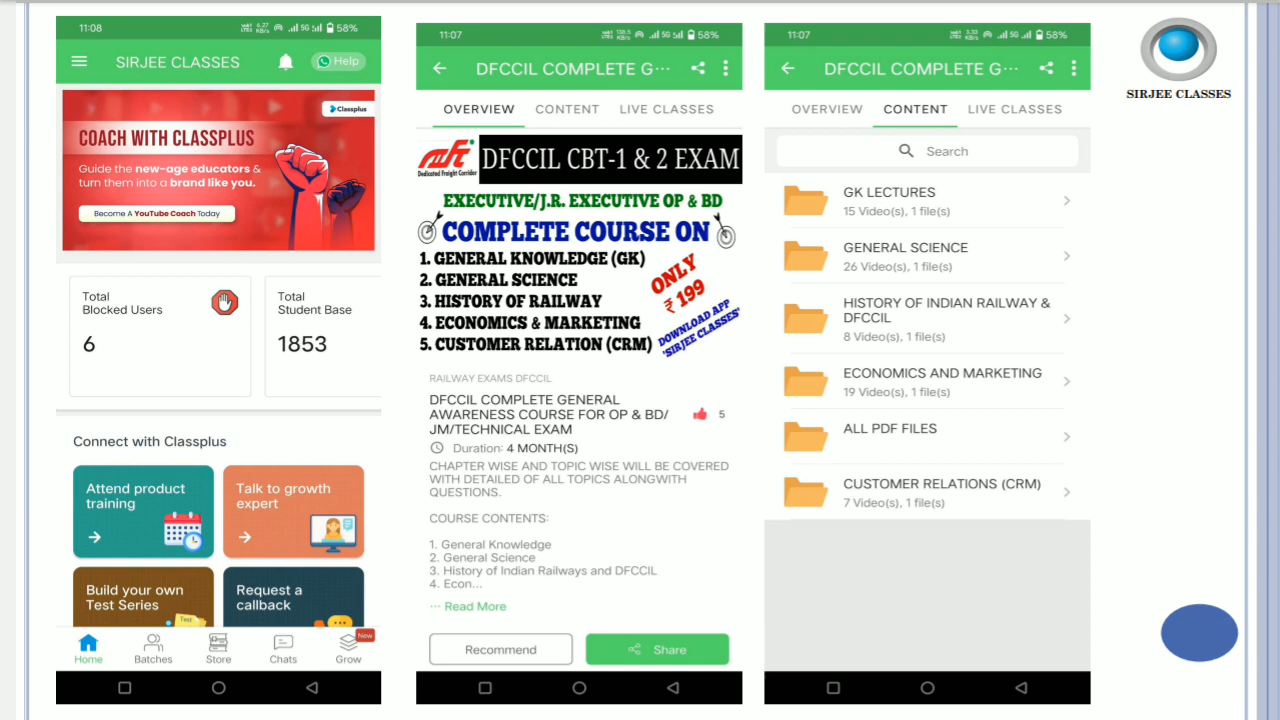 11:08
58%
SIRJEE CLASSES
Help
Classplus
COACH WITH CLASSPLUS
Guide the new-age educators &
turn them into a brand like you.
Become A YouTube Coach Today
Total
Blocked Users
6
Total
Student Base
1853
Connect with Classplus
Attend product
training
Talk to growth
expert
Build your own
Test Series
Test
Request a
callback
New
Home
Batches
Store
Chats
Grow
11:07
58%
DFCCIL COMPLETE G···
OVERVIEW
CONTENT
LIVE CLASSES
Dedicated Freight Corridor
DFCCIL CBT-1 & 2 EXAM
EXECUTIVE/J.R. EXECUTIVE OP & BD
COMPLETE COURSE ON
1. GENERAL KNOWLEDGE (GK)
2. GENERAL SCIENCE
3. HISTORY OF RAILWAY
4. ECONOMICS & MARKETING
5. CUSTOMER RELATION (CRM)
ONLY
₹ 199
DOWNLOAD APP
'SIRJEE CLASSES'
RAILWAY EXAMS DFCCIL
DFCCIL COMPLETE GENERAL
AWARENESS COURSE FOR OP & BD/
JM/TECHNICAL EXAM
5
Duration: 4 MONTH(S)
CHAPTER WISE AND TOPIC WISE WILL BE COVERED
WITH DETAILED OF ALL TOPICS ALONGWITH
QUESTIONS.
COURSE CONTENTS:
1. General Knowledge
2. General Science
3. History of Indian Railways and DFCCIL
4. Econ...
··· Read More
Recommend
Share
11:07
58%
DFCCIL COMPLETE G···
OVERVIEW
CONTENT
LIVE CLASSES
Search
GK LECTURES
15 Video(s), 1 file(s)
GENERAL SCIENCE
26 Video(s), 1 file(s)
HISTORY OF INDIAN RAILWAY &
DFCCIL
8 Video(s), 1 file(s)
ECONOMICS AND MARKETING
19 Video(s), 1 file(s)
ALL PDF FILES
CUSTOMER RELATIONS (CRM)
7 Video(s), 1 file(s)
SIRJEE CLASSES